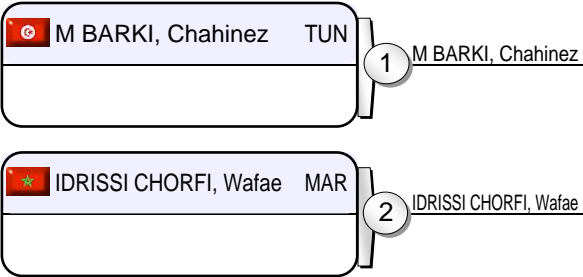 M BARKI, Chahinez TUN
1 M BARKI, Chahinez
IDRISSI CHORFI, Wafae MAR
2 IDRISSI CHORFI, Wafae